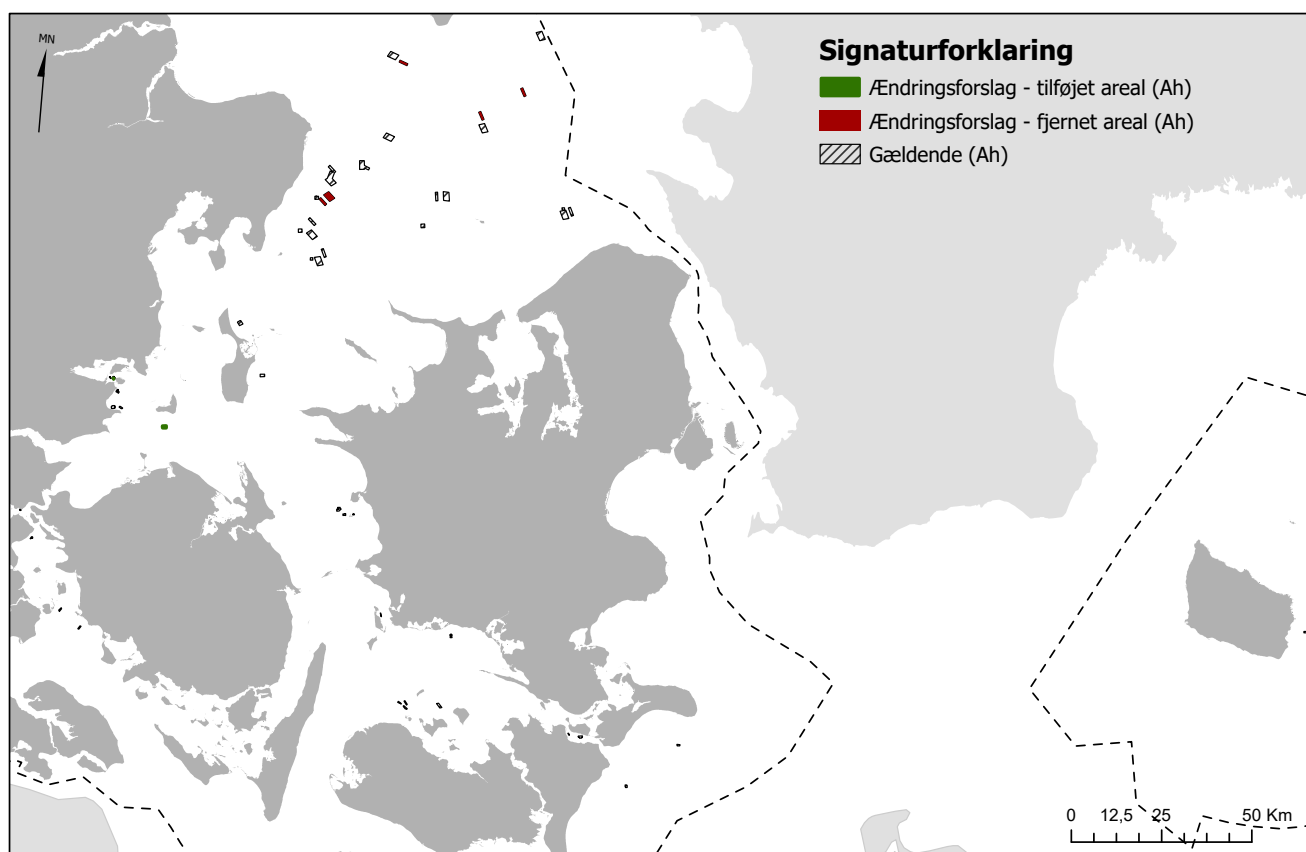 MN
Signaturforklaring
Ændringsforslag - tilføjet areal (Ah)
Ændringsforslag - fjernet areal (Ah)
Gældende (Ah)
0 12,5 25 50 Km